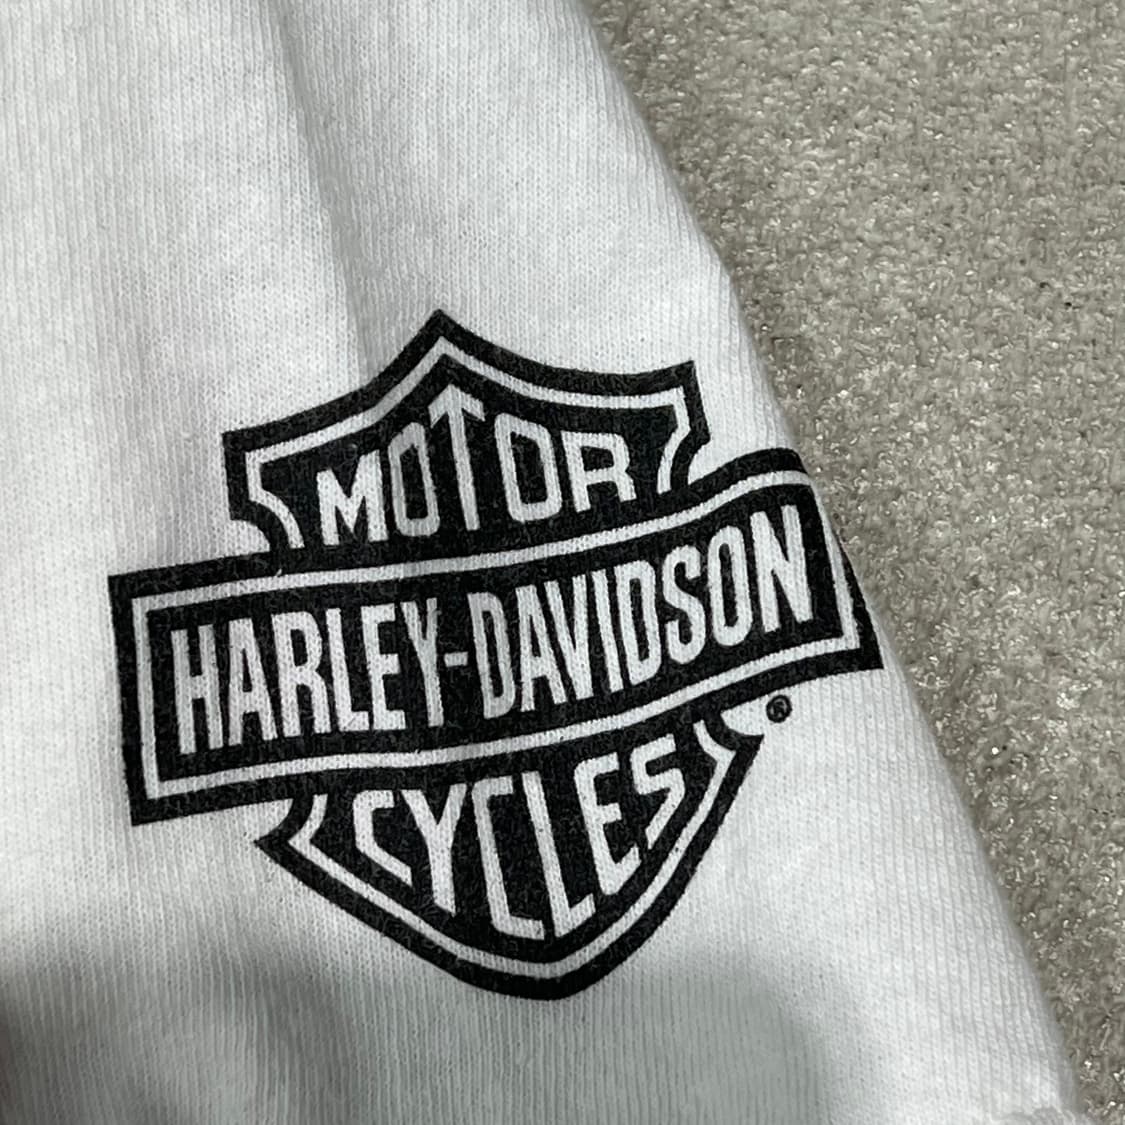 MOTOR
HARLEY-DAVIDSON
®
CYCLES